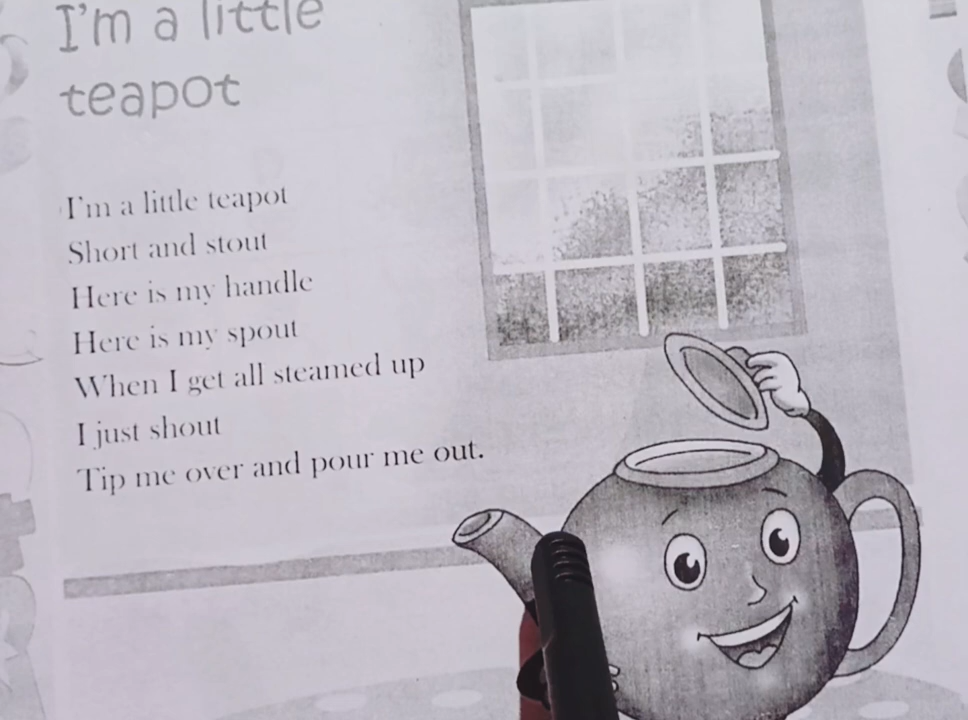 I'm a little
teapot
I'm a little teapot
Short and stout
Here is my handle
Here is my spout
When I get all steamed up
I just shout
Tip me over and pour me out.